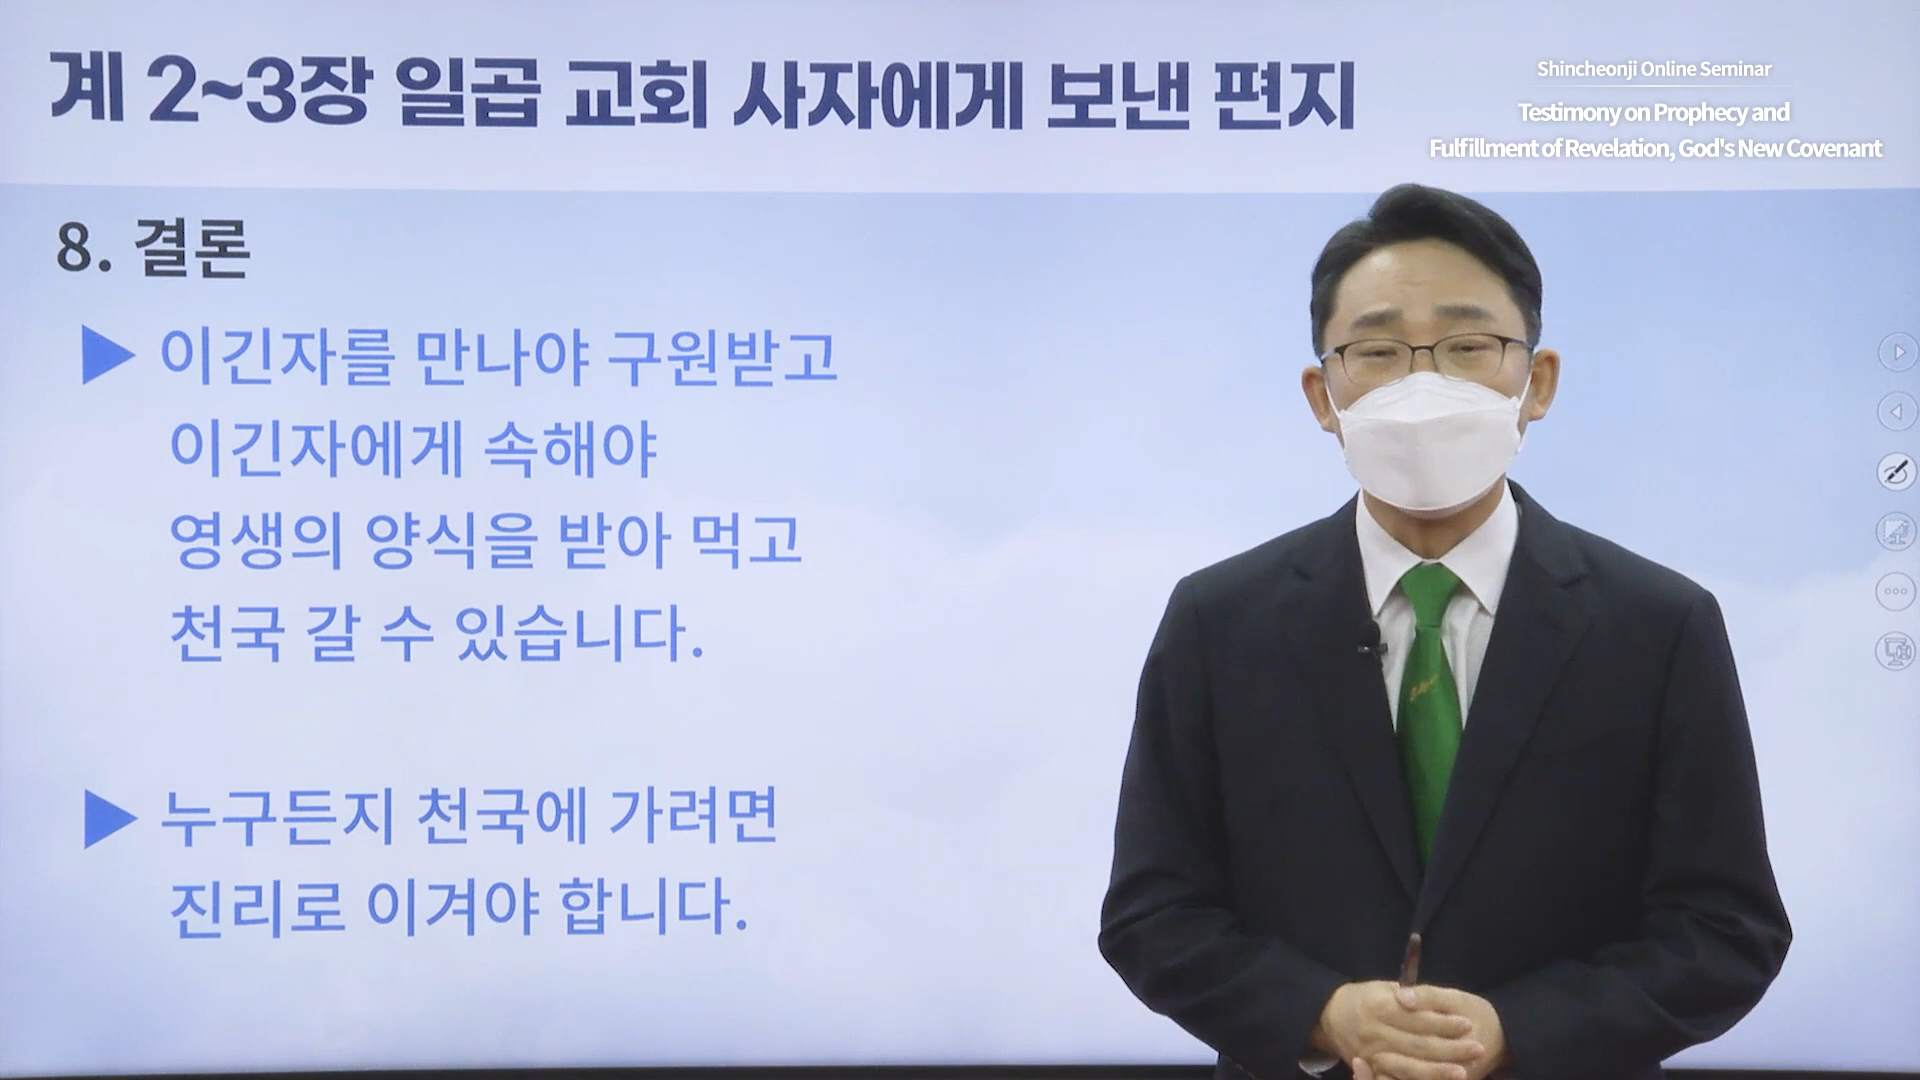 계 2~3장 일곱 교회 사자에게 보낸 편지
Shincheonji Online Seminar
Testimony on Prophecy and
Fulfillment of Revelation, God's New Covenant
8. 결론
▶ 이긴자를 만나야 구원받고
이긴자에게 속해야
영생의 양식을 받아 먹고
천국 갈 수 있습니다.
▶ 누구든지 천국에 가려면
진리로 이겨야 합니다.